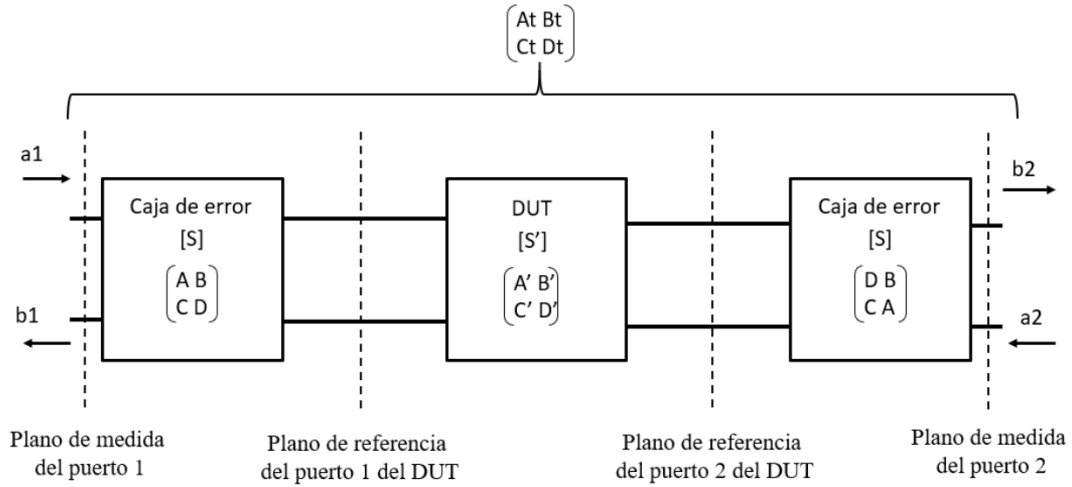 At Bt
Ct Dt
a1
b2
Caja de error
[S]
A B
C D
DUT
[S']
A' B'
C' D'
Caja de error
[S]
D B
C A
b1
a2
Plano de medida
del puerto 1
Plano de referencia
del puerto 1 del DUT
Plano de referencia
del puerto 2 del DUT
Plano de medida
del puerto 2